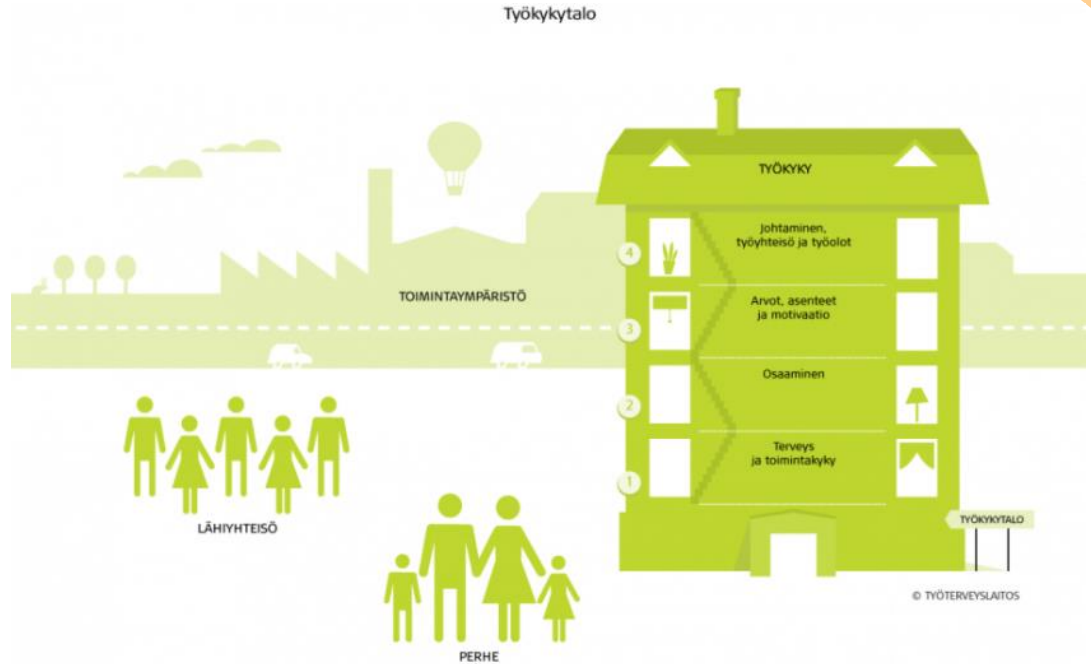 Työkykytalo
TYÖKYKY
4
Johtaminen,
työyhteisö ja työolot
TOIMINTAYMPÄRISTÖ
3
Arvot, asenteet
ja motivaatio
2
Osaaminen
1
Terveys
ja toimintakyky
LÄHIYHTEISÖ
PERHE
TYÖKYKYTALO
© TYÖTERVEYSLAITOS